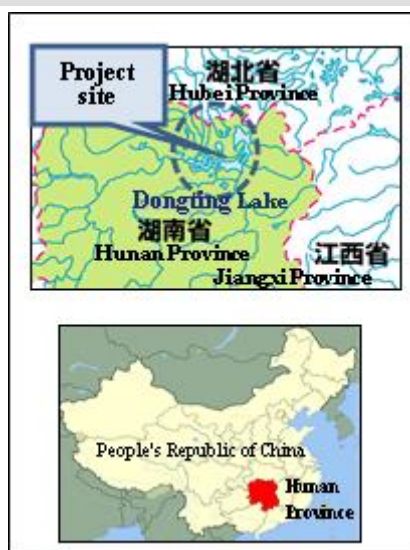 Project
site
湖北省
Hubei Province
Dongting Lake
湖南省
Hunan Province
江西省
Jiangxi Province
People's Republic of China
Hunan
Province